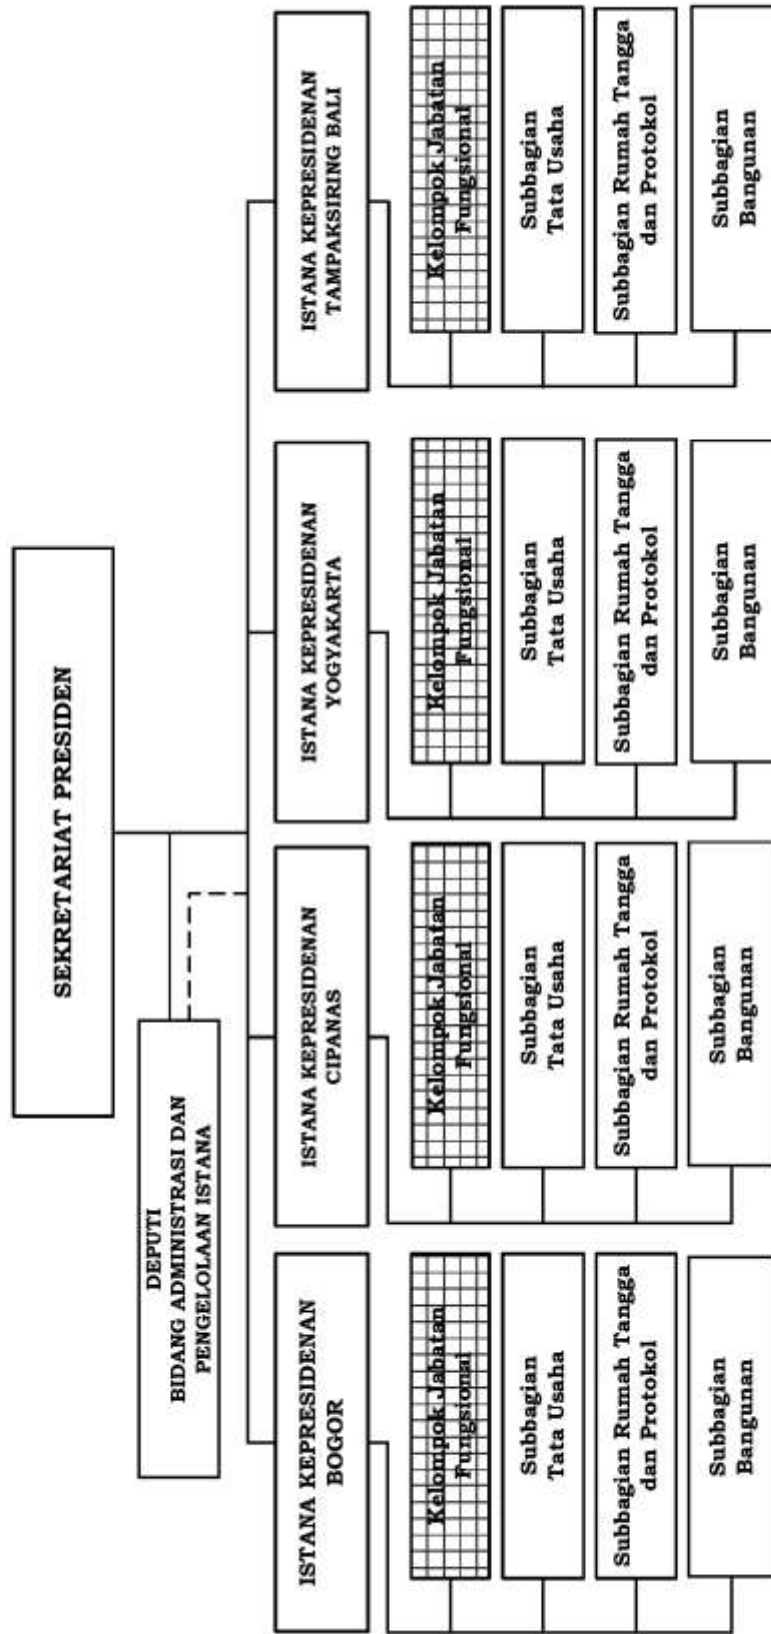 SEKRETARIAT PRESIDEN
DEPUTI
BIDANG ADMINISTRASI DAN
PENGELOLAAN ISTANA
ISTANA KEPRESIDENAN
BOGOR
Kelompok Jabatan
Fungsional
Subbagian
Tata Usaha
Subbagian Rumah Tangga
dan Protokol
Subbagian
Bangunan
ISTANA KEPRESIDENAN
CIPANAS
Kelompok Jabatan
Fungsional
Subbagian
Tata Usaha
Subbagian Rumah Tangga
dan Protokol
Subbagian
Bangunan
ISTANA KEPRESIDENAN
YOGYAKARTA
Kelompok Jabatan
Fungsional
Subbagian
Tata Usaha
Subbagian Rumah Tangga
dan Protokol
Subbagian
Bangunan
ISTANA KEPRESIDENAN
TAMPAKSIRING BALI
Kelompok Jabatan
Fungsional
Subbagian
Tata Usaha
Subbagian Rumah Tangga
dan Protokol
Subbagian
Bangunan